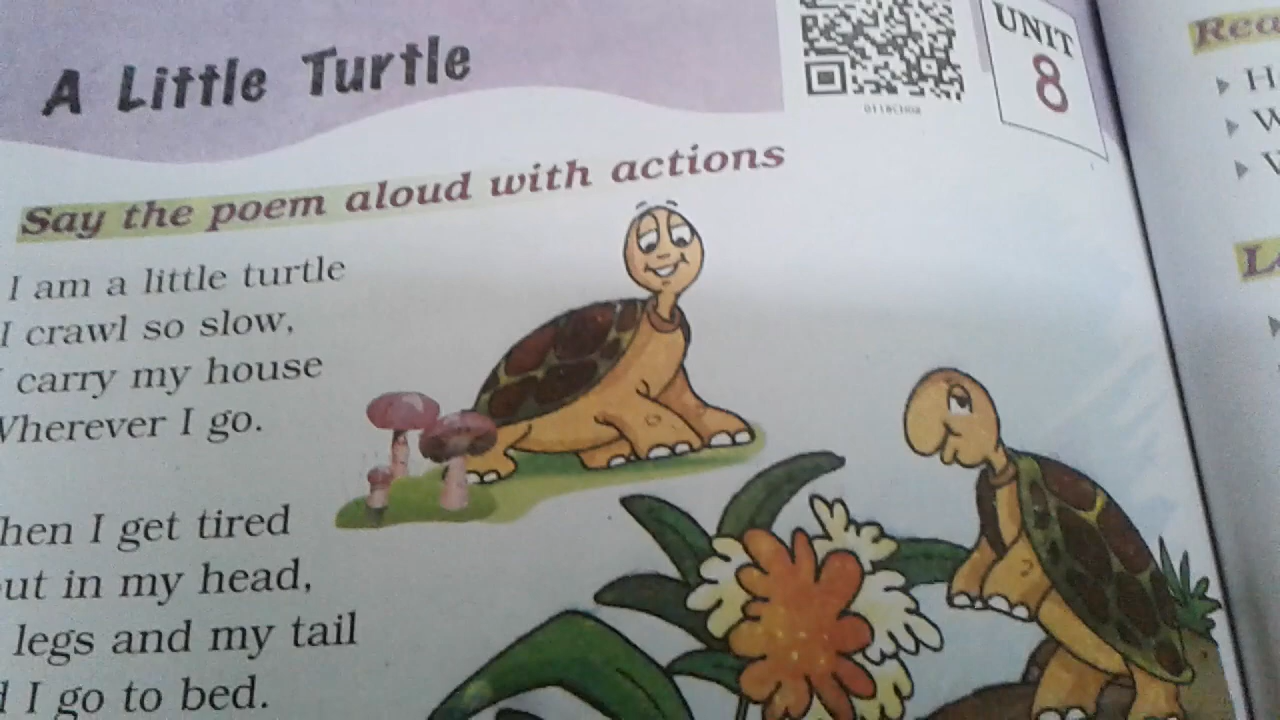 A Little Turtle
UNIT
8
Say the poem aloud with actions
I am a little turtle
I crawl so slow,
carry my house
Wherever I go.
hen I get tired
ut in my head,
legs and my tail
I go to bed.